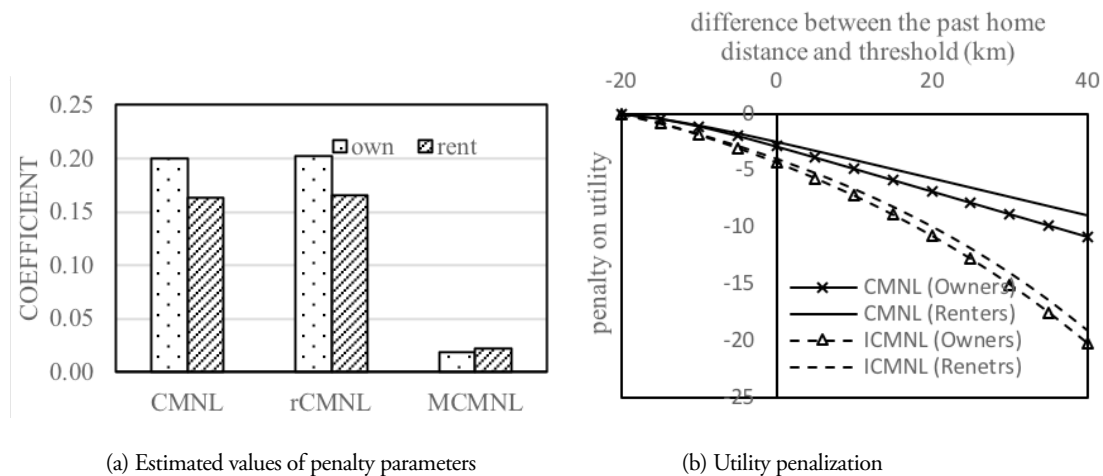 0.25
0.20
0.15
0.10
0.05
0.00
COEFFICIENT
own rent
CMNL rCMNL MCMNL
(a) Estimated values of penalty parameters
difference between the past home
distance and threshold (km)
-20 0 20 40
0
-5
-10
-15
-20
-25
penalty on utility
CMNL (Owners)
CMNL (Renters)
ICMNL (Owners)
ICMNL (Renetrs)
(b) Utility penalization